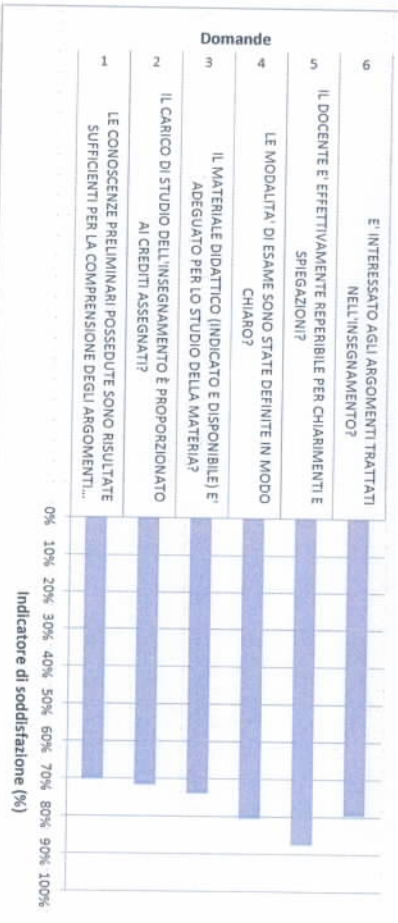 Domande
6
E' INTERESSATO AGLI ARGOMENTI TRATTATI
NELL'INSEGNAMENTO?
5
IL DOCENTE E' EFFETTIVAMENTE REPERIBILE PER CHIARIMENTI E
SPIEGAZIONI?
4
LE MODALITA' DI ESAME SONO STATE DEFINITE IN MODO
CHIARO?
3
IL MATERIALE DIDATTICO (INDICATO E DISPONIBILE) E'
ADEGUATO PER LO STUDIO DELLA MATERIA?
2
IL CARICO DI STUDIO DELL'INSEGNAMENTO È PROPORZIONATO
AI CREDITI ASSEGNATI?
1
LE CONOSCENZE PRELIMINARI POSSEDUTE SONO RISULTATE
SUFFICIENTI PER LA COMPRENSIONE DEGLI ARGOMENTI...
0% 10% 20% 30% 40% 50% 60% 70% 80% 90% 100%
Indicatore di soddisfazione (%)